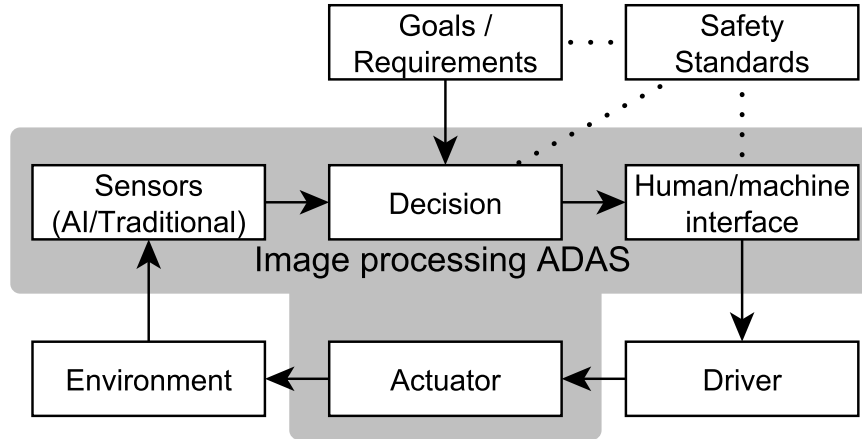 Goals /
Requirements
Safety
Standards
Sensors
(AI/Traditional)
Decision
Human/machine
interface
Image processing ADAS
Environment
Actuator
Driver